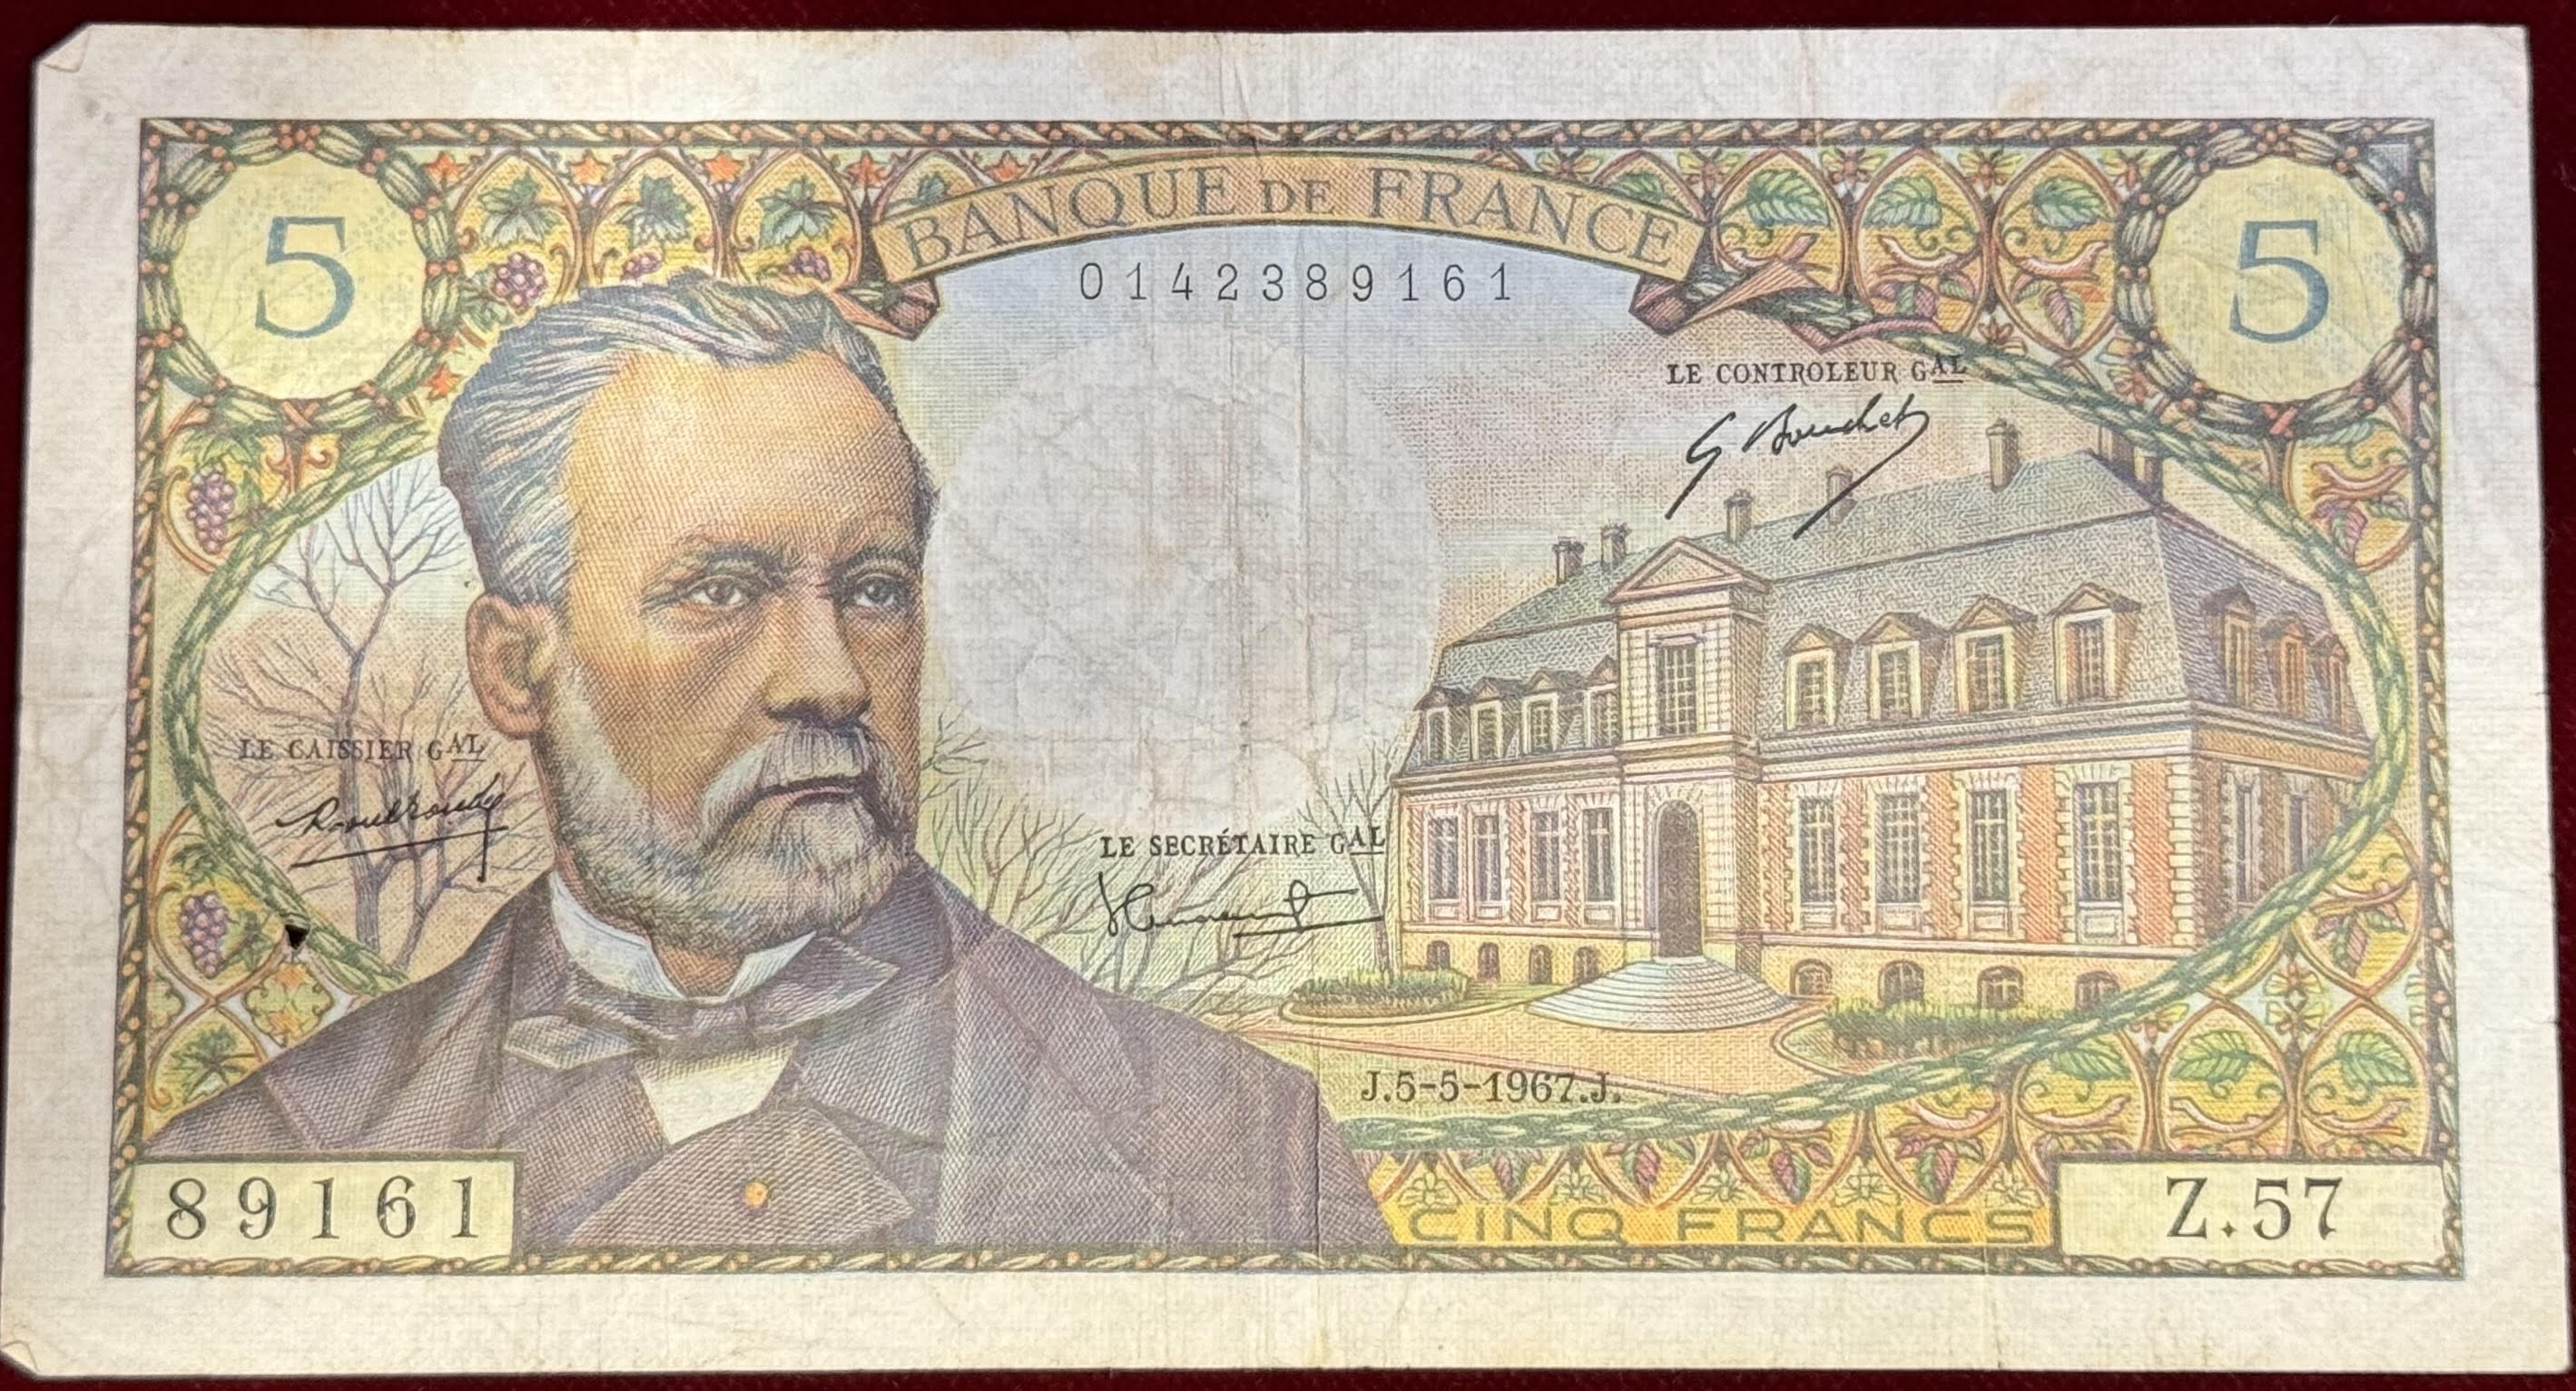 BANQUE DE FRANCE
5
5
0142389161
LE CONTROLEUR GAL
G Bouchet
LE CAISSIER GAL
LE SECRÉTAIRE GAL
J.5-5-1967.J.
89161
CINQ FRANCS
Z.57